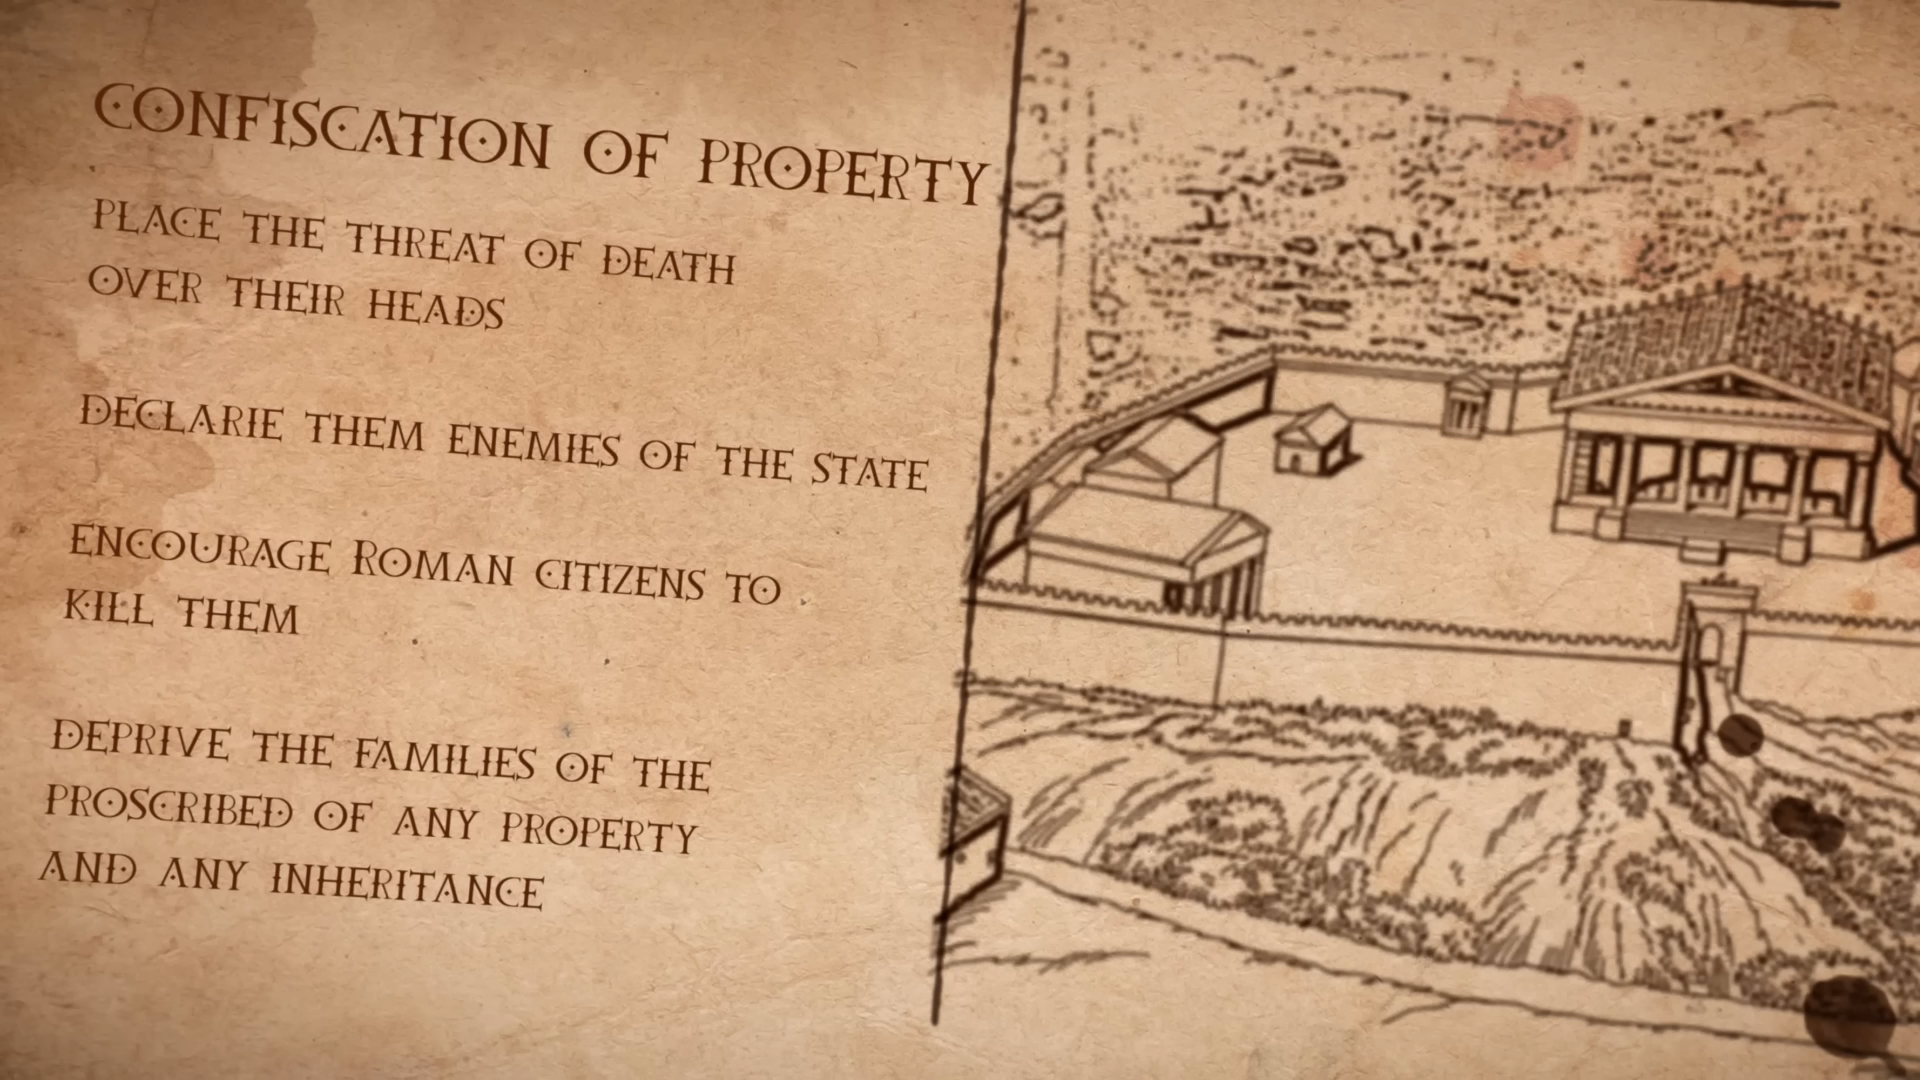 CONFISCATION OF PROPERTY
PLACE THE THREAT OF DEATH
OVER THEIR HEADS
DECLARIE THEM ENEMIES OF THE STATE
ENCOURAGE ROMAN CITIZENS TO
KILL THEM
DEPRIVE THE FAMILIES OF THE
PROSCRIBED OF ANY PROPERTY
AND ANY INHERITANCE